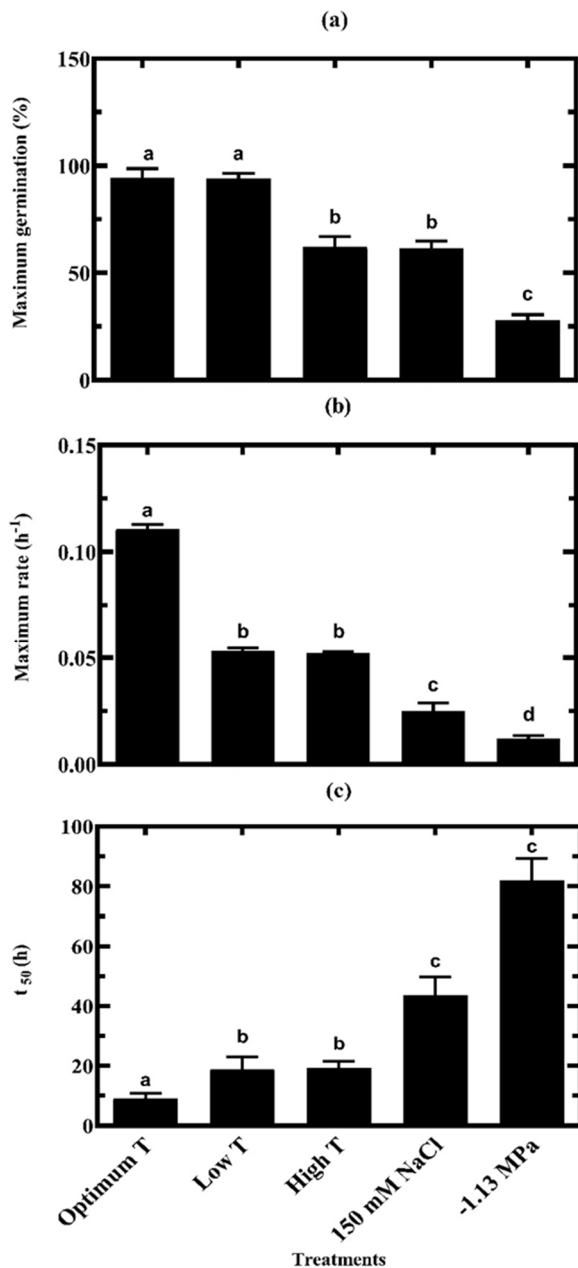 (a)
Maximum germination (%)
150
100
50
0
a
a
b
b
c
(b)
Maximum rate (h-1)
0.15
0.10
0.05
0.00
a
b
b
c
d
(c)
t 50 (h)
100
80
60
40
20
0
a
b
b
c
c
Optimum T
Low T
High T
150 mM NaCl
-1.13 MPa
Treatments